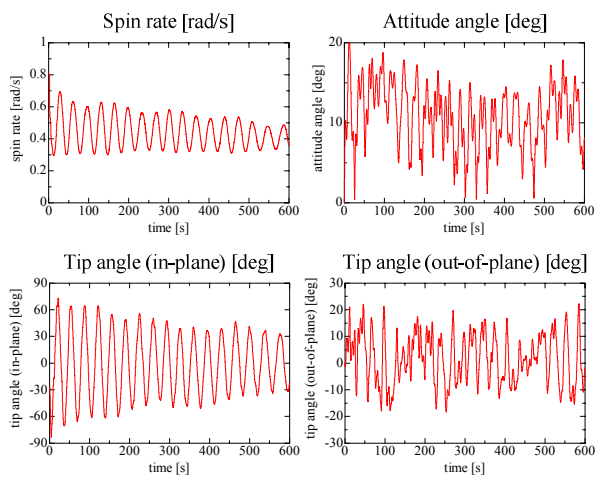 Spin rate [rad/s]
Attitude angle [deg]
spin rate [rad/s]
1
0.8
0.6
0.4
0.2
0
0 100 200 300 400 500 600
time [s]
attitude angle [deg]
20
15
10
5
0
0 100 200 300 400 500 600
time [s]
Tip angle (in-plane) [deg]
Tip angle (out-of-plane) [deg]
tip angle (in-plane) [deg]
90
60
30
0
-30
-60
-90
0 100 200 300 400 500 600
time [s]
tip angle (out-of-plane) [deg]
30
20
10
0
-10
-20
-30
0 100 200 300 400 500 600
time [s]